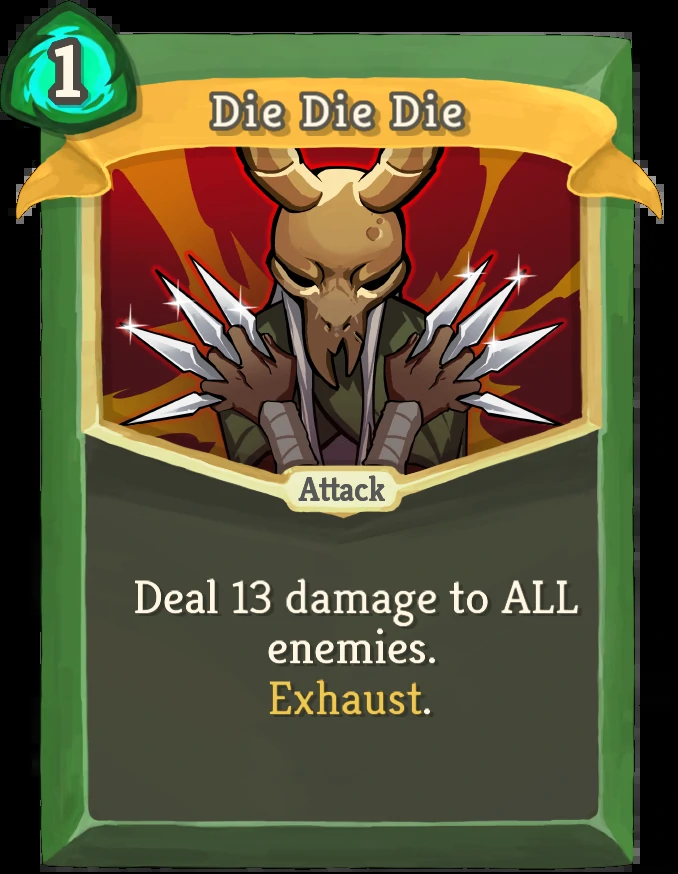 1
Die Die Die
Attack
Deal 13 damage to ALL
enemies.
Exhaust.